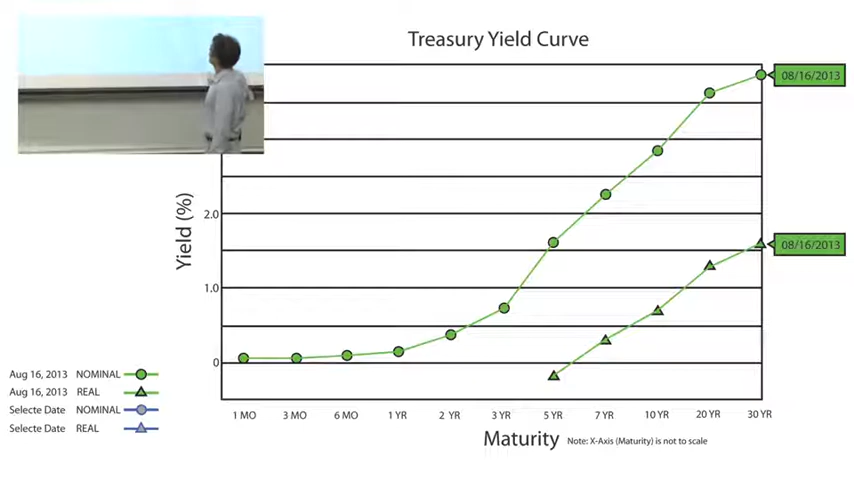 Treasury Yield Curve
08/16/2013
Yield (%)
2.0
1.0
0
08/16/2013
Aug 16, 2013 NOMINAL
Aug 16, 2013 REAL
Selecte Date NOMINAL
Selecte Date REAL
1 MO 3 MO 6 MO 1 YR 2 YR 3 YR 5 YR 7 YR 10 YR 20 YR 30 YR
Maturity Note: X-Axis (Maturity) is not to scale